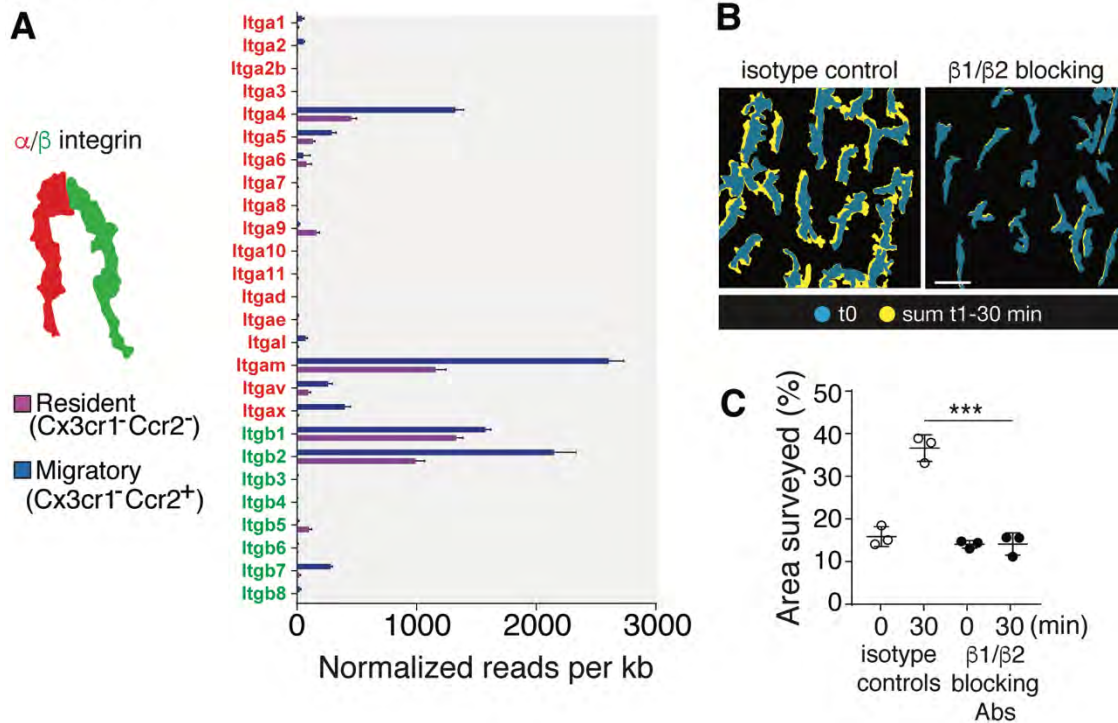 A
α/β integrin
Resident
(Cx3cr1⁻Ccr2⁻)
Migratory
(Cx3cr1⁻Ccr2⁺)
Itga1
Itga2
Itga2b
Itga3
Itga4
Itga5
Itga6
Itga7
Itga8
Itga9
Itga10
Itga11
Itgad
Itgae
Itgal
Itgam
Itgav
Itgax
Itgb1
Itgb2
Itgb3
Itgb4
Itgb5
Itgb6
Itgb7
Itgb8
0 1000 2000 3000
Normalized reads per kb
B
isotype control β1/β2 blocking
t0 sum t1-30 min
C
Area surveyed (%)
50
40
30
20
10
0
***
0 30 0 30 (min)
isotype controls
β1/β2 blocking Abs